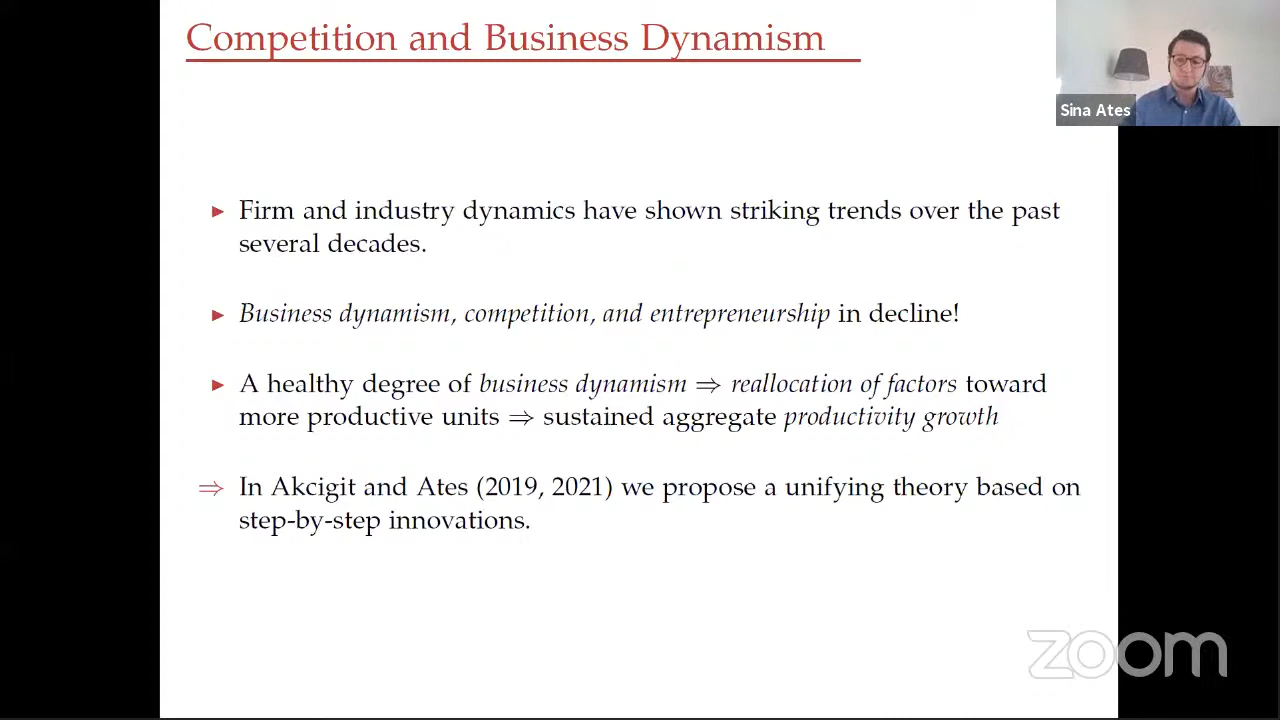 Competition and Business Dynamism
Sina Ates
▶ Firm and industry dynamics have shown striking trends over the past
several decades.
▶ Business dynamism, competition, and entrepreneurship in decline!
▶ A healthy degree of business dynamism ⇒ reallocation of factors toward
more productive units ⇒ sustained aggregate productivity growth
⇒ In Akcigit and Ates (2019, 2021) we propose a unifying theory based on
step-by-step innovations.
zoom